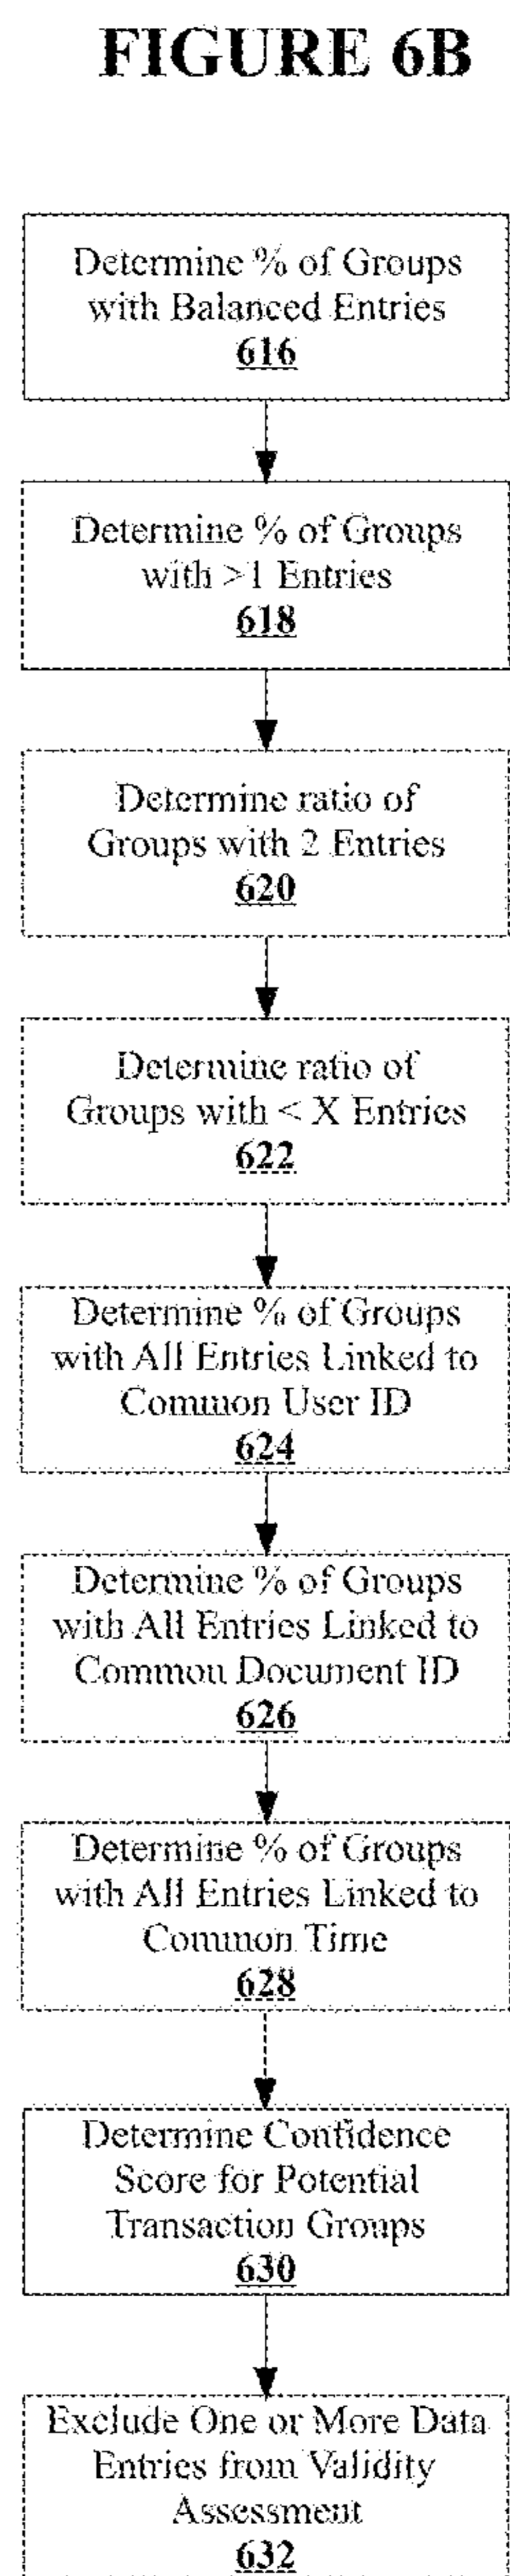 FIGURE 6B
Determine % of Groups
with Balanced Entries
616
Determine % of Groups
with >1 Entries
618
Determine ratio of
Groups with 2 Entries
620
Determine ratio of
Groups with < X Entries
622
Determine % of Groups
with All Entries Linked to
Common User ID
624
Determine % of Groups
with All Entries Linked to
Common Document ID
626
Determine % of Groups
with All Entries Linked to
Common Time
628
Determine Confidence
Score for Potential
Transaction Groups
630
Exclude One or More Data
Entries from Validity
Assessment
632